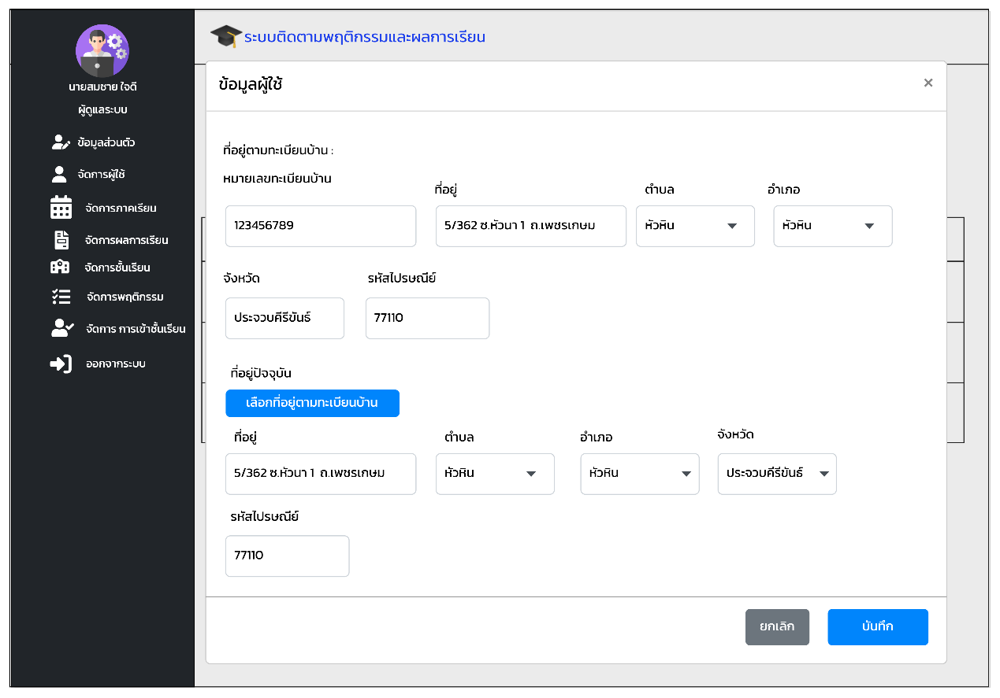 ระบบติดตามพฤติกรรมและผลการเรียน
นายสมชาย ใจดี
ผู้ดูแลระบบ
ข้อมูลส่วนตัว
จัดการผู้ใช้
จัดการภาคเรียน
จัดการผลการเรียน
จัดการชั้นเรียน
จัดการพฤติกรรม
จัดการ การเข้าชั้นเรียน
ออกจากระบบ
ข้อมูลผู้ใช้ ×
ที่อยู่ตามทะเบียนบ้าน :
หมายเลขทะเบียนบ้าน ที่อยู่ ตำบล อำเภอ
123456789 5/362 ซ.หัวนา 1 ถ.เพชรเกษม หัวหิน หัวหิน
จังหวัด รหัสไปรษณีย์
ประจวบคีรีขันธ์ 77110
ที่อยู่ปัจจุบัน
เลือกที่อยู่ตามทะเบียนบ้าน
ที่อยู่ ตำบล อำเภอ จังหวัด
5/362 ซ.หัวนา 1 ถ.เพชรเกษม หัวหิน หัวหิน ประจวบคีรีขันธ์
รหัสไปรษณีย์
77110
ยกเลิก บันทึก